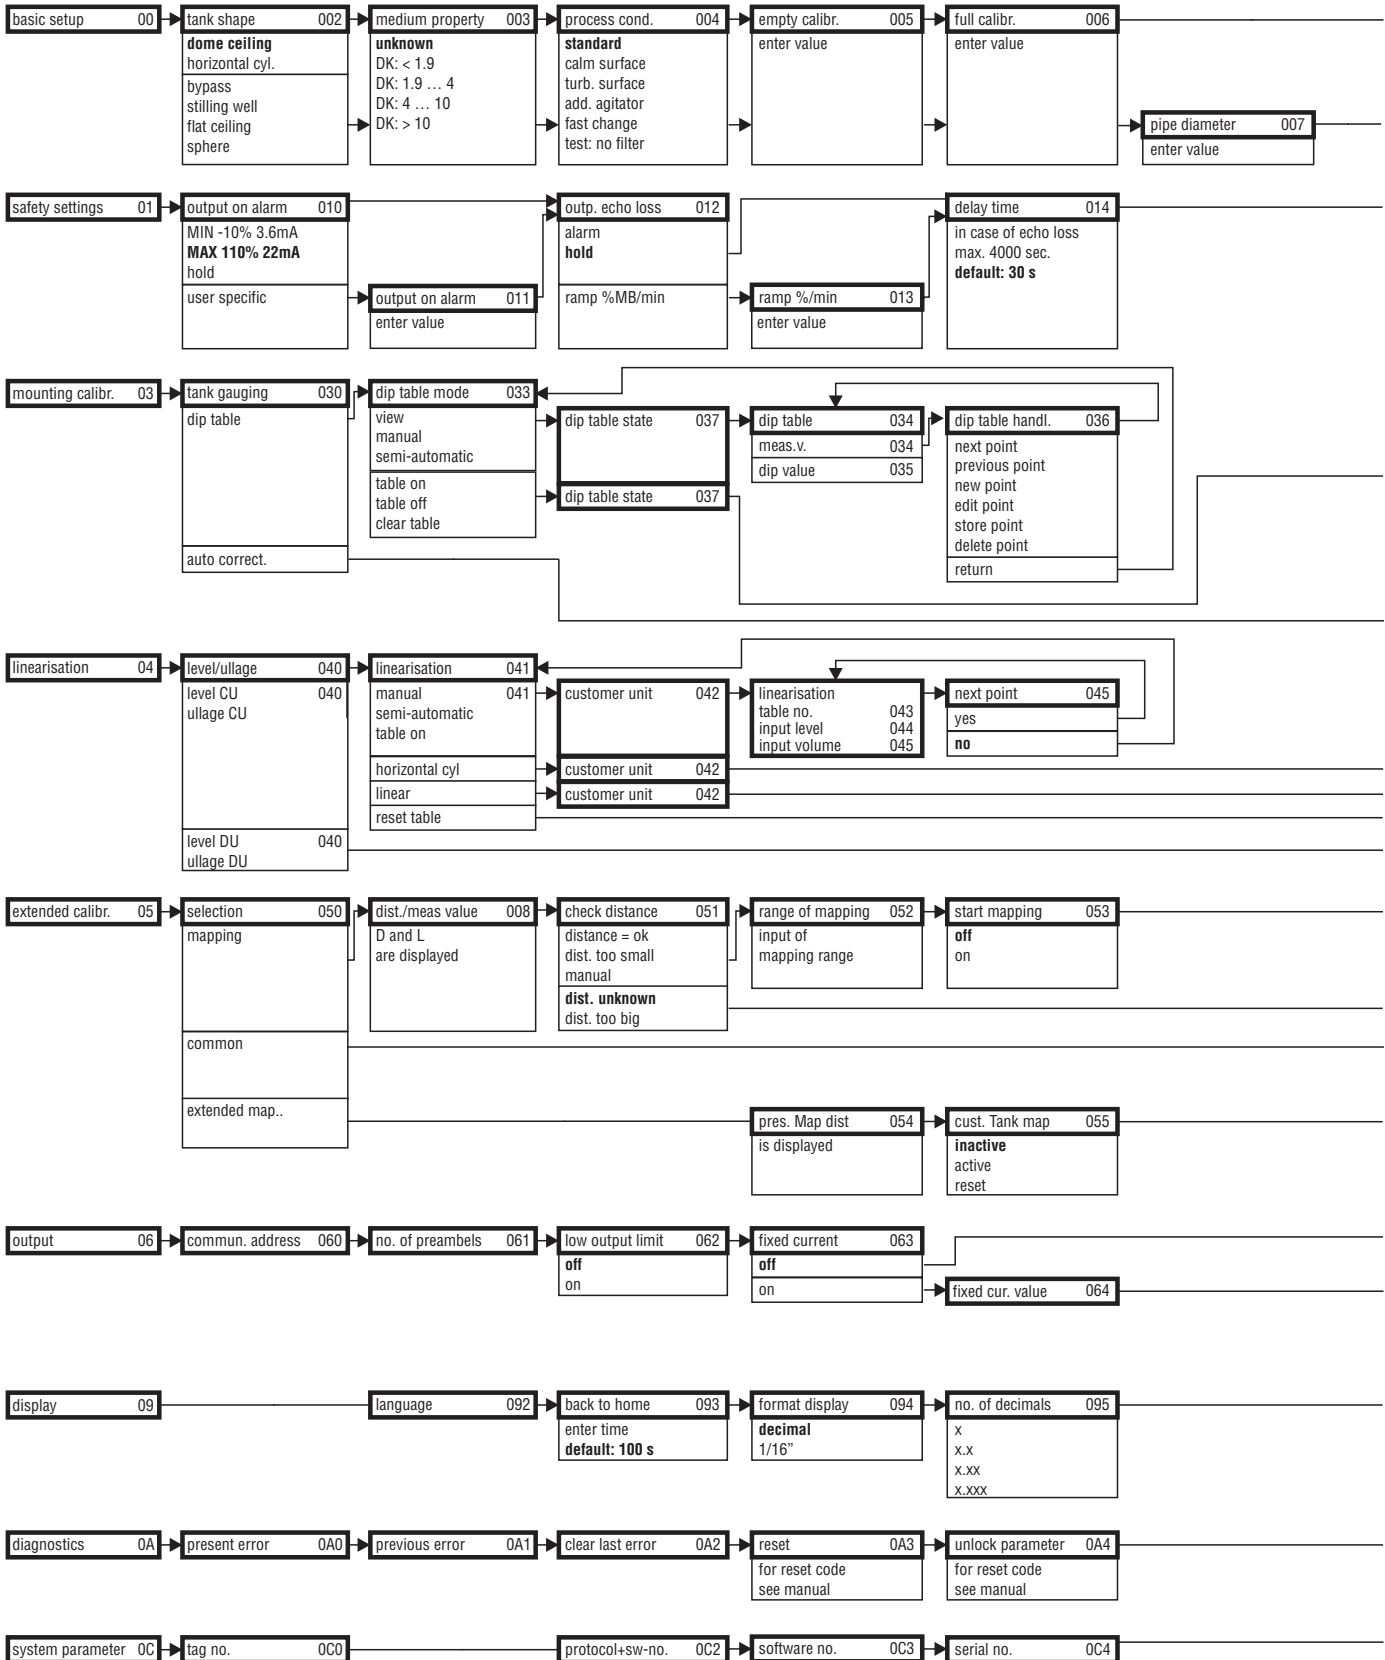 basic setup 00
tank shape 002
dome ceiling
horizontal cyl.
bypass
stilling well
flat ceiling
sphere
medium property 003
unknown
DK: < 1.9
DK: 1.9 … 4
DK: 4 … 10
DK: > 10
process cond. 004
standard
calm surface
turb. surface
add. agitator
fast change
test: no filter
empty calibr. 005
enter value
full calibr. 006
enter value
pipe diameter 007
enter value
safety settings 01
output on alarm 010
MIN -10% 3.6mA
MAX 110% 22mA
hold
user specific
output on alarm 011
enter value
outp. echo loss 012
alarm
hold
ramp %MB/min
ramp %/min 013
enter value
delay time 014
in case of echo loss
max. 4000 sec.
default: 30 s
mounting calibr. 03
tank gauging 030
dip table
auto correct.
dip table mode 033
view
manual
semi-automatic
table on
table off
clear table
dip table state 037
dip table state 037
dip table 034
meas.v. 034
dip value 035
dip table handl. 036
next point
previous point
new point
edit point
store point
delete point
return
linearisation 04
level/ullage 040
level CU 040
ullage CU
level DU 040
ullage DU
linearisation 041
manual 041
semi-automatic
table on
horizontal cyl
linear
reset table
customer unit 042
customer unit 042
customer unit 042
linearisation
table no. 043
input level 044
input volume 045
next point 045
yes
no
extended calibr. 05
selection 050
mapping
common
extended map..
dist./meas value 008
D and L
are displayed
check distance 051
distance = ok
dist. too small
manual
dist. unknown
dist. too big
range of mapping 052
input of
mapping range
start mapping 053
off
on
pres. Map dist 054
is displayed
cust. Tank map 055
inactive
active
reset
output 06
commun. address 060
no. of preambels 061
low output limit 062
off
on
fixed current 063
off
on
fixed cur. value 064
display 09
language 092
back to home 093
enter time
default: 100 s
format display 094
decimal
1/16”
no. of decimals 095
x
x.x
x.xx
x.xxx
diagnostics 0A
present error 0A0
previous error 0A1
clear last error 0A2
reset 0A3
for reset code
see manual
unlock parameter 0A4
for reset code
see manual
system parameter 0C
tag no. 0C0
protocol+sw-no. 0C2
software no. 0C3
serial no. 0C4